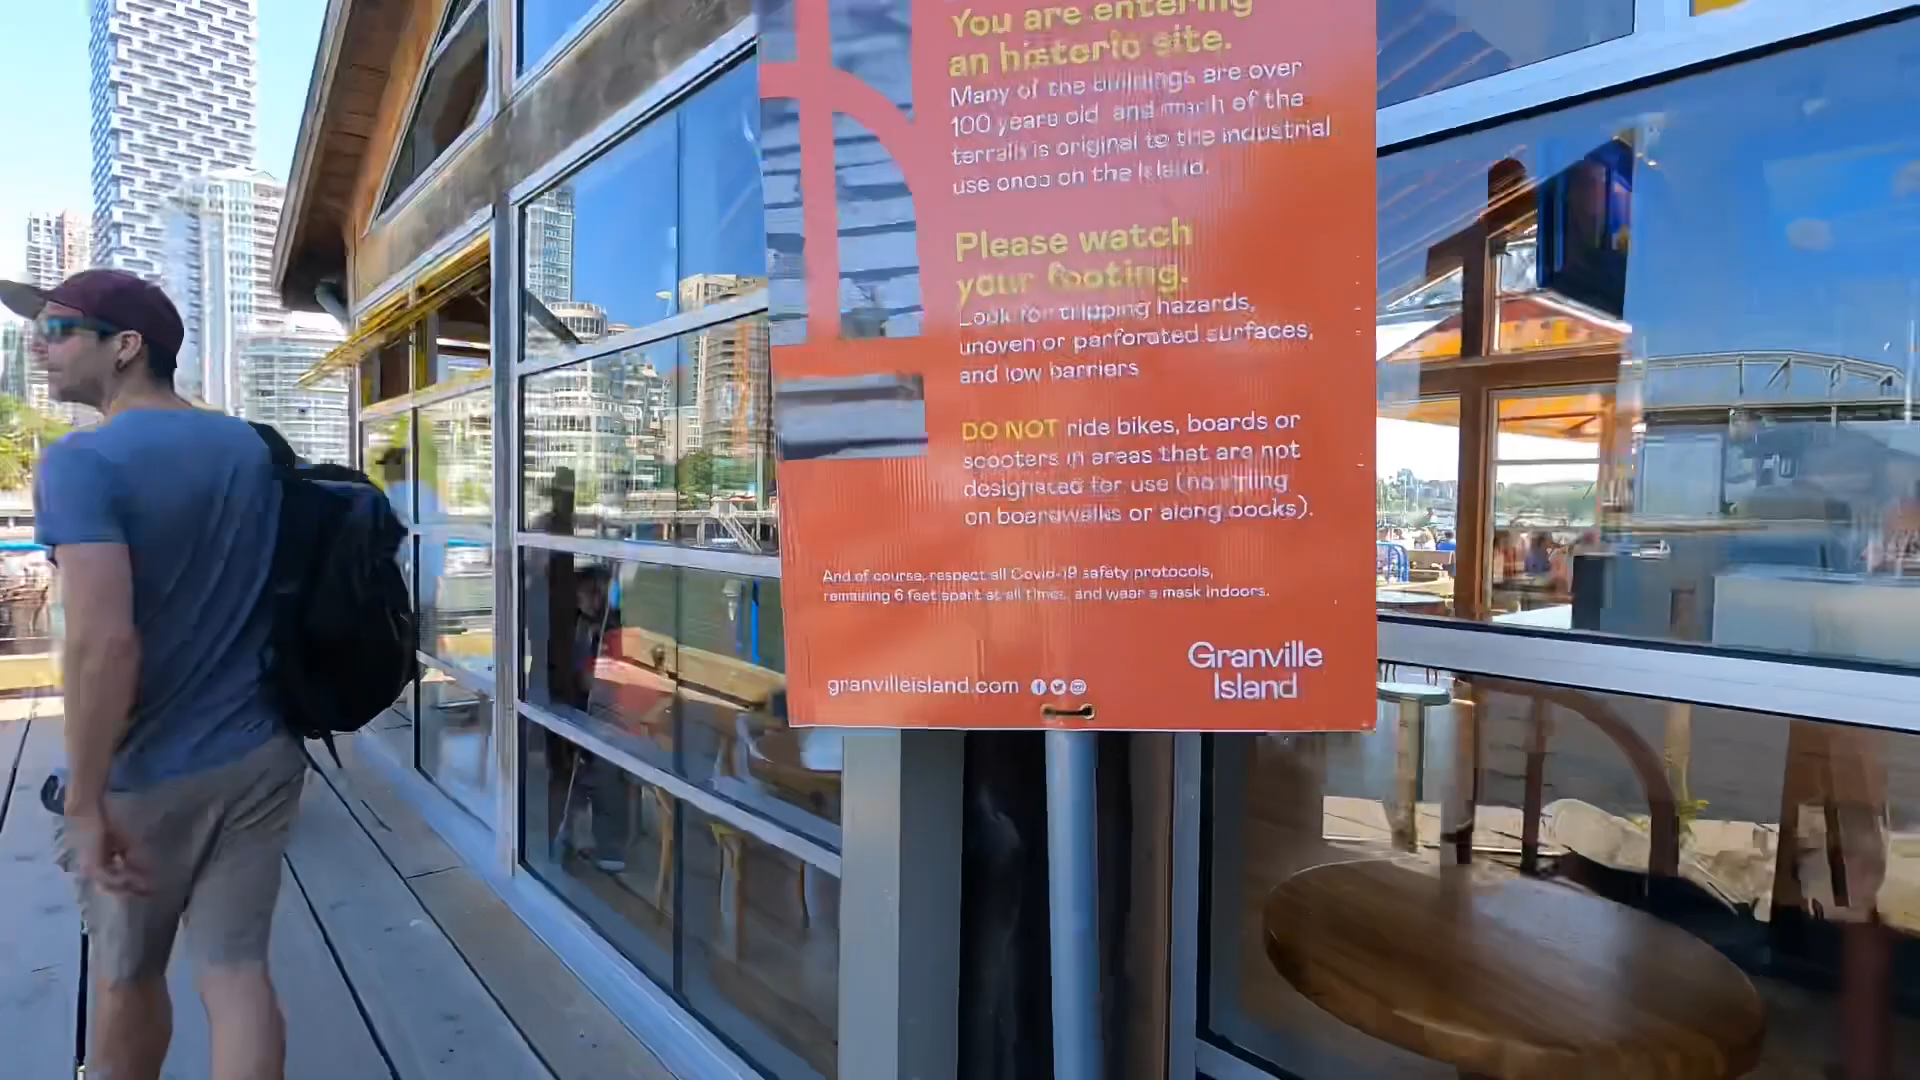 You are entering
an historic site.
Many of the buildings are over
100 years old and much of the
terrain is original to the industrial
use once on the Island.
Please watch
your footing.
Look for tripping hazards,
uneven or perforated surfaces,
and low barriers
DO NOT ride bikes, boards or
scooters in areas that are not
designated for use (no riding
on boardwalks or along docks).
And of course, respect all Covid-19 safety protocols,
remaining 6 feet apart at all times, and wear a mask indoors.
granvilleisland.com
Granville
Island